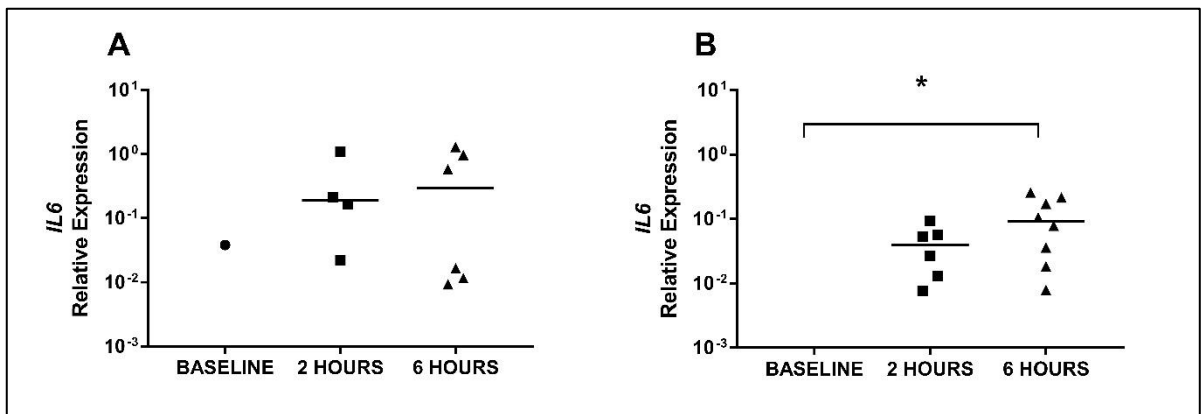 A
IL6
Relative Expression
10¹
10⁰
10⁻¹
10⁻²
10⁻³
BASELINE 2 HOURS 6 HOURS
B
*
IL6
Relative Expression
10¹
10⁰
10⁻¹
10⁻²
10⁻³
BASELINE 2 HOURS 6 HOURS